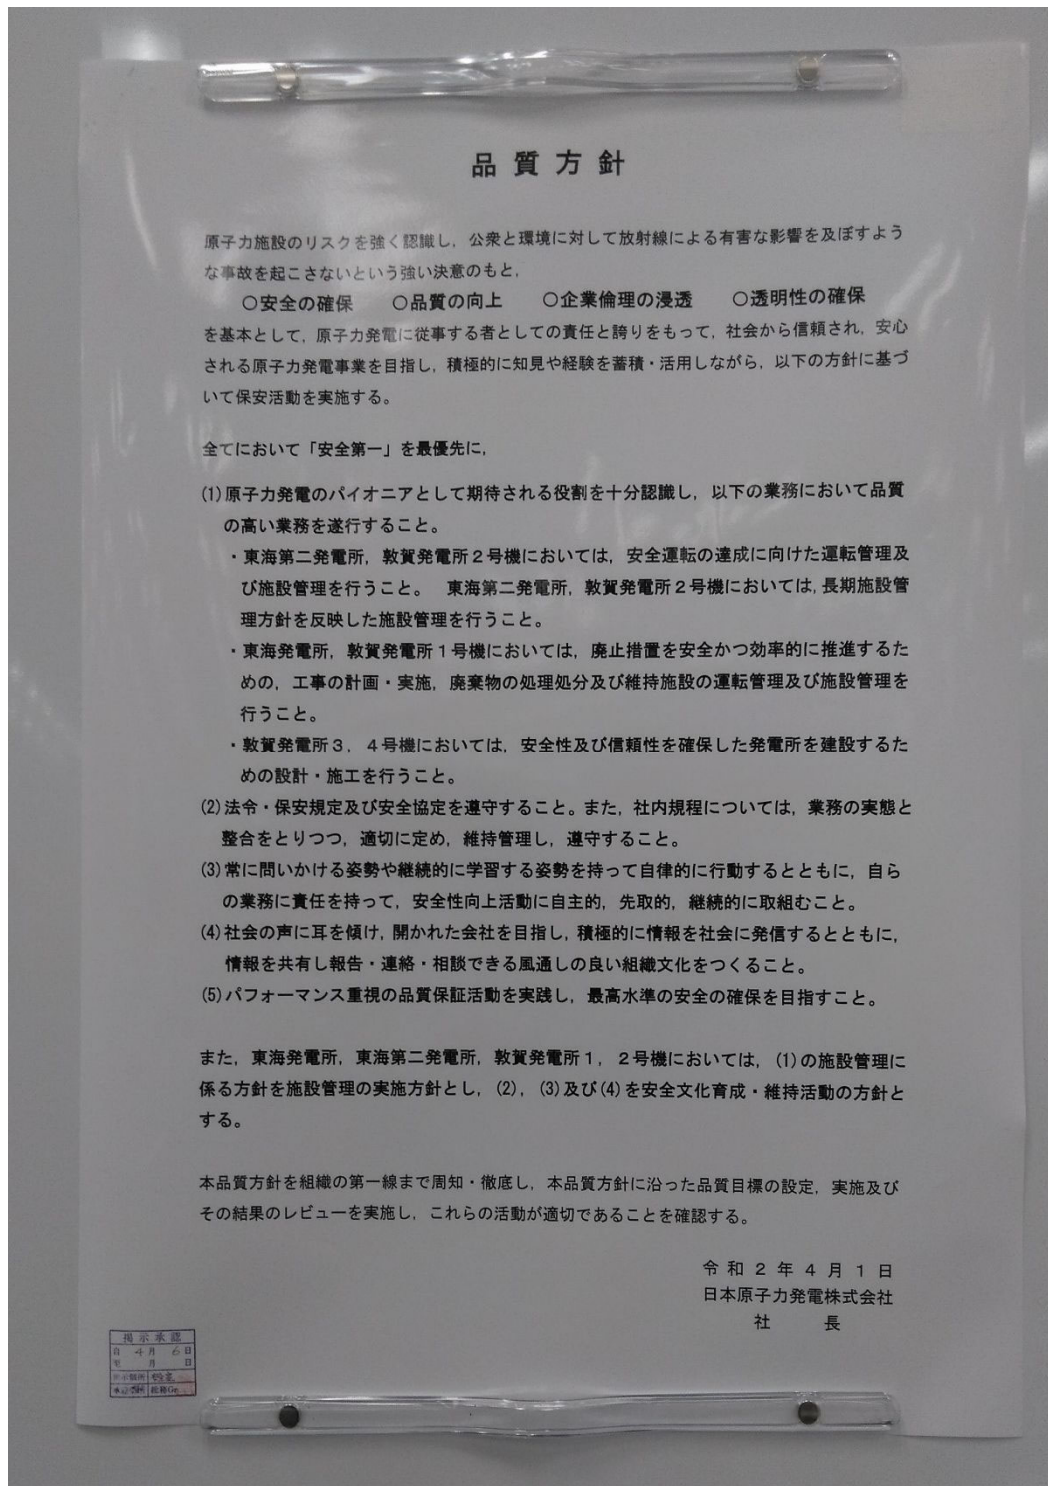 品質方針
原子力施設のリスクを強く認識し，公衆と環境に対して放射線による有害な影響を及ぼすよう
な事故を起こさないという強い決意のもと，
○安全の確保　○品質の向上　○企業倫理の浸透　○透明性の確保
を基本として，原子力発電に従事する者としての責任と誇りをもって，社会から信頼され，安心
される原子力発電事業を目指し，積極的に知見や経験を蓄積・活用しながら，以下の方針に基づ
いて保安活動を実施する。
全てにおいて「安全第一」を最優先に，
(1)原子力発電のパイオニアとして期待される役割を十分認識し，以下の業務において品質
の高い業務を遂行すること。
・東海第二発電所，敦賀発電所２号機においては，安全運転の達成に向けた運転管理及
び施設管理を行うこと。　東海第二発電所，敦賀発電所２号機においては，長期施設管
理方針を反映した施設管理を行うこと。
・東海発電所，敦賀発電所１号機においては，廃止措置を安全かつ効率的に推進するた
めの，工事の計画・実施，廃棄物の処理処分及び維持施設の運転管理及び施設管理を
行うこと。
・敦賀発電所３，４号機においては，安全性及び信頼性を確保した発電所を建設するた
めの設計・施工を行うこと。
(2)法令・保安規定及び安全協定を遵守すること。また，社内規程については，業務の実態と
整合をとりつつ，適切に定め，維持管理し，遵守すること。
(3)常に問いかける姿勢や継続的に学習する姿勢を持って自律的に行動するとともに，自ら
の業務に責任を持って，安全性向上活動に自主的，先取的，継続的に取組むこと。
(4)社会の声に耳を傾け，開かれた会社を目指し，積極的に情報を社会に発信するとともに，
情報を共有し報告・連絡・相談できる風通しの良い組織文化をつくること。
(5)パフォーマンス重視の品質保証活動を実践し，最高水準の安全の確保を目指すこと。
また，東海発電所，東海第二発電所，敦賀発電所１，２号機においては，(1)の施設管理に
係る方針を施設管理の実施方針とし，(2)，(3)及び(4)を安全文化育成・維持活動の方針と
する。
本品質方針を組織の第一線まで周知・徹底し，本品質方針に沿った品質目標の設定，実施及び
その結果のレビューを実施し，これらの活動が適切であることを確認する。
令和２年４月１日
日本原子力発電株式会社
社　長
掲示承認
自 4月 6日
至 月 日